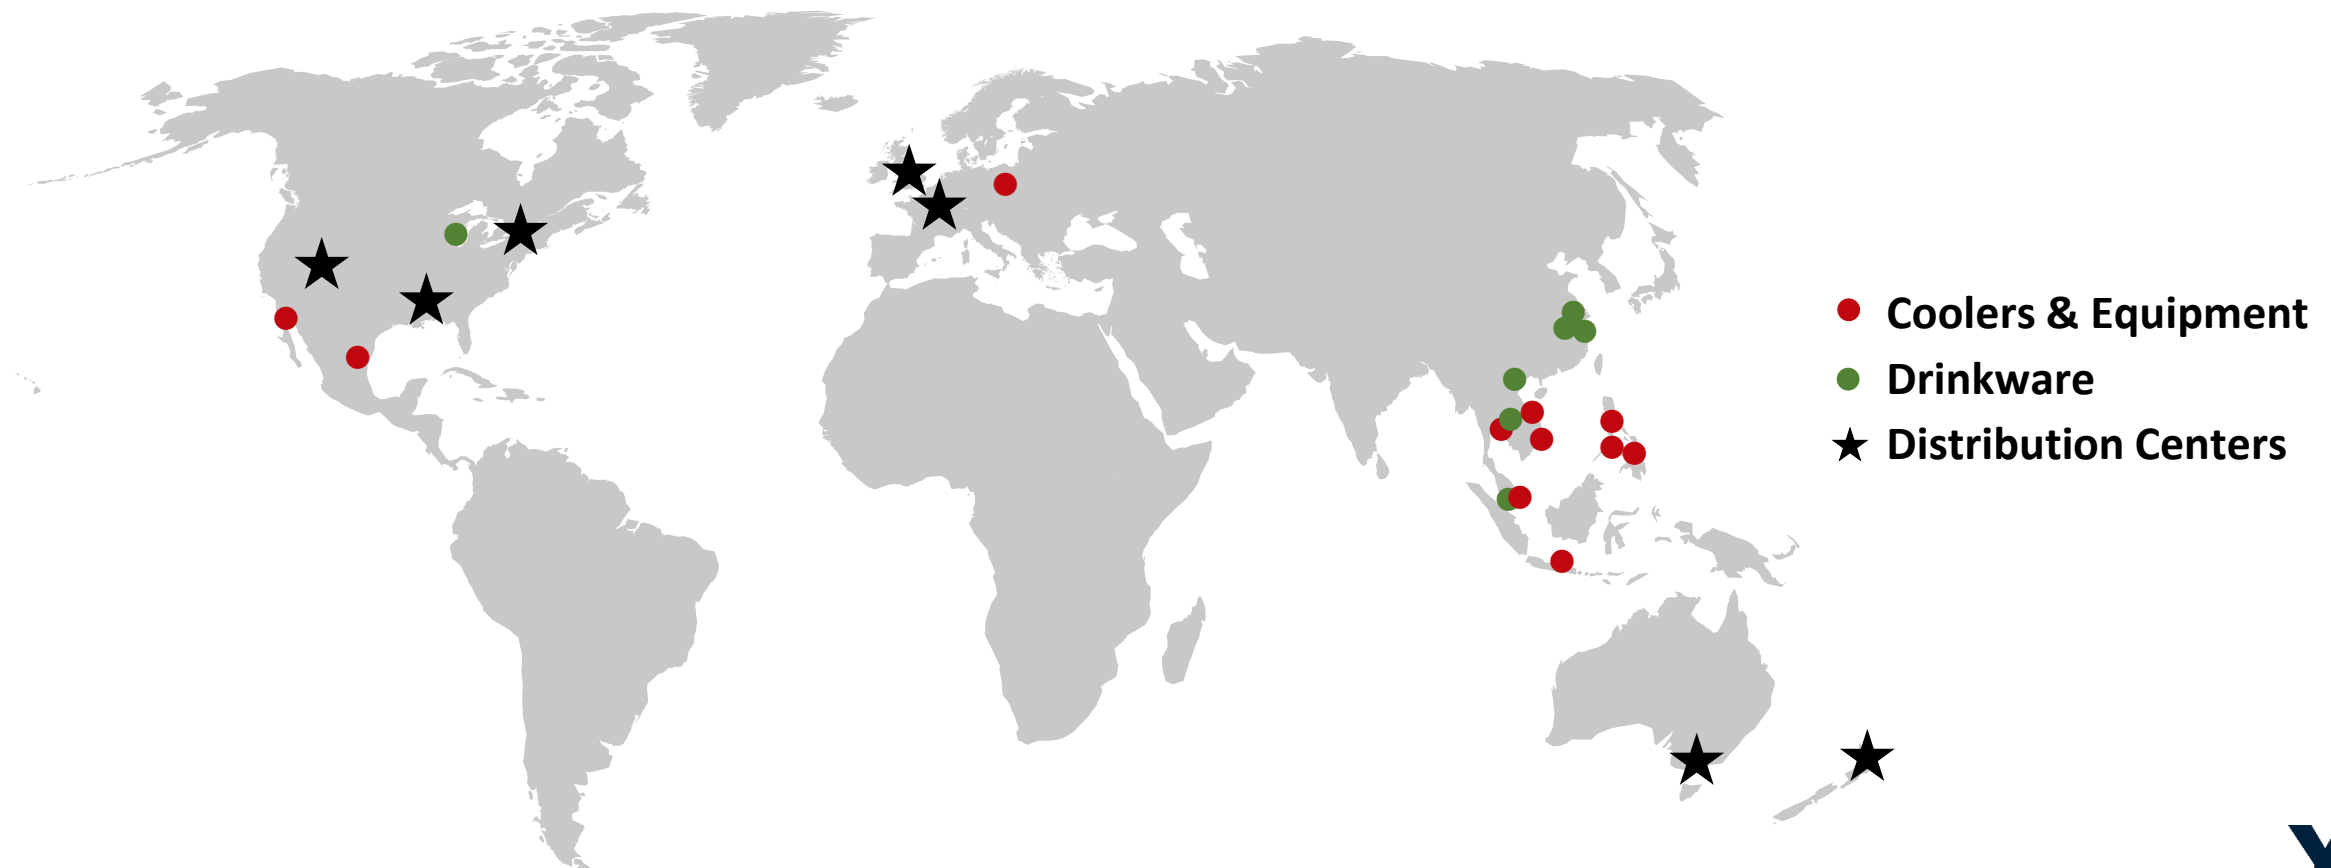 Coolers & Equipment
Drinkware
Distribution Centers